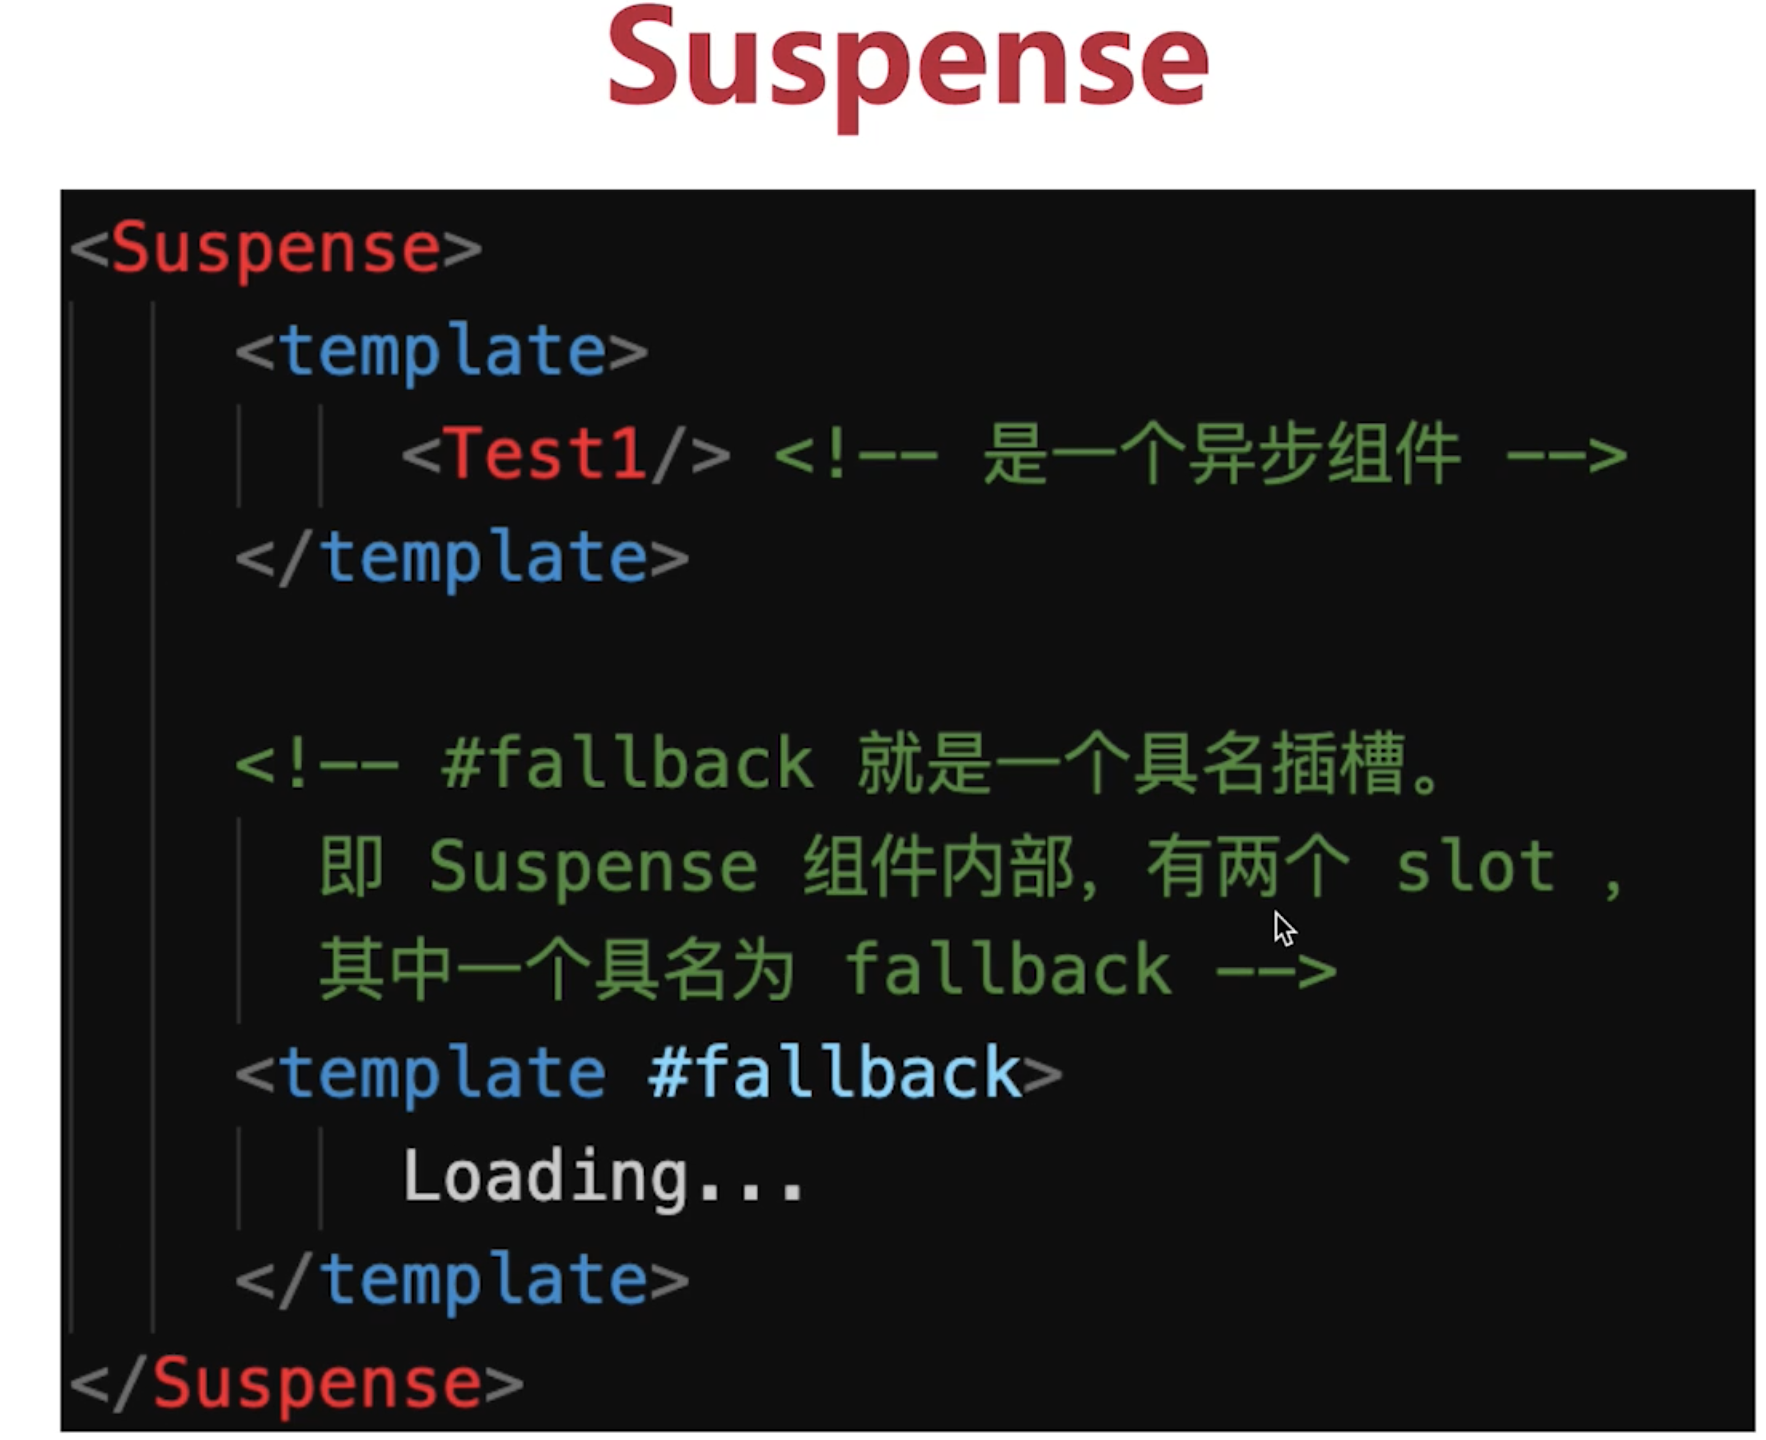 Suspense
<Suspense>
<template>
<Test1/> <!-- 是一个异步组件 -->
</template>
<!-- #fallback 就是一个具名插槽。
即 Suspense 组件内部，有两个 slot ，
其中一个具名为 fallback -->
<template #fallback>
Loading...
</template>
</Suspense>